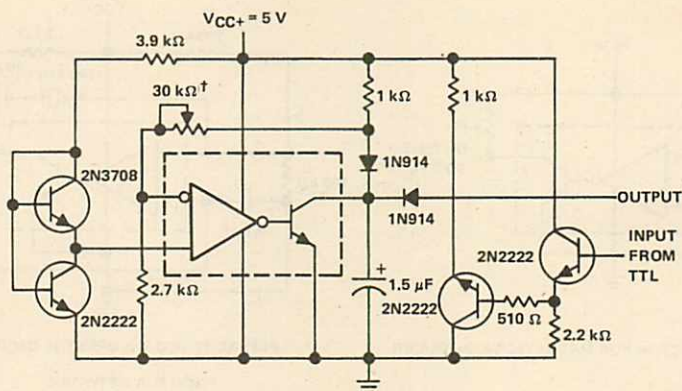 VCC+ = 5 V
3.9 kΩ
30 kΩ†
1 kΩ
1 kΩ
2N3708
1N914
1N914
OUTPUT
2N2222
INPUT
FROM
TTL
+
1.5 μF
2N2222
2N2222
2.7 kΩ
510 Ω
2.2 kΩ